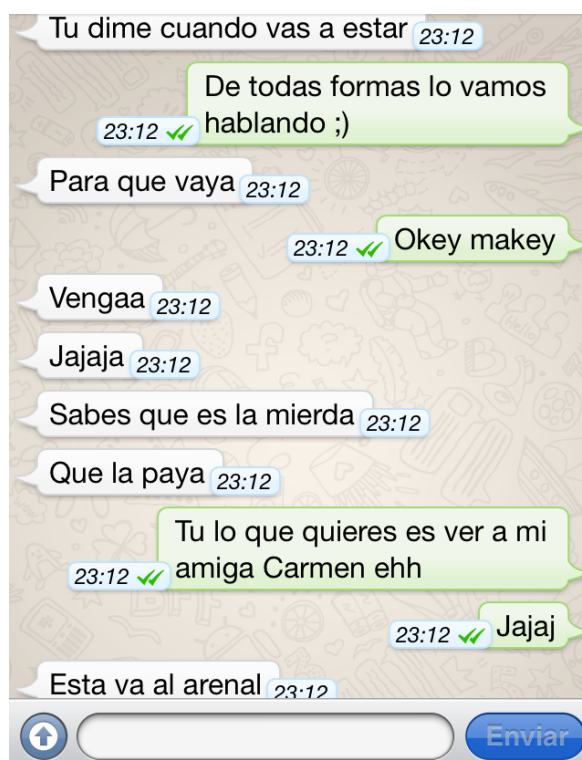 Tu dime cuando vas a estar 23:12
De todas formas lo vamos
hablando ;)
23:12
Para que vaya 23:12
Okey makey
23:12
Vengaa 23:12
Jajaja 23:12
Sabes que es la mierda 23:12
Que la paya 23:12
Tu lo que quieres es ver a mi
amiga Carmen ehh
23:12
Jajaj
23:12
Esta va al arenal 23:12
Enviar